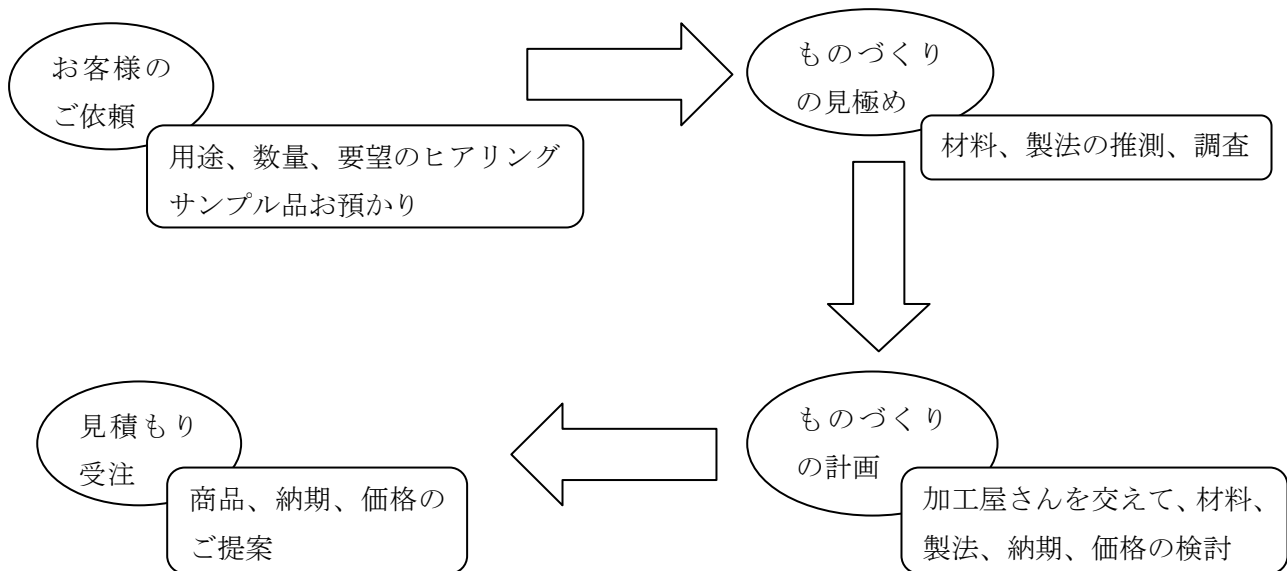 お客様の
ご依頼
用途、数量、要望のヒアリング
サンプル品お預かり
ものづくり
の見極め
材料、製法の推測、調査
ものづくり
の計画
加工屋さんを交えて、材料、
製法、納期、価格の検討
見積もり
受注
商品、納期、価格の
ご提案